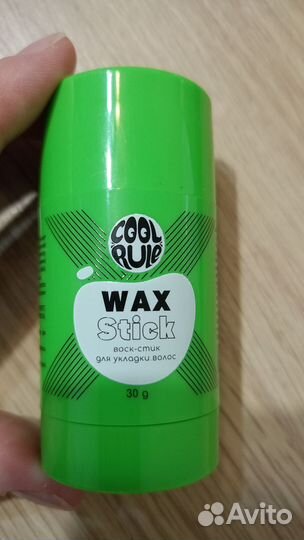 COOL
RULE
WAX
Stick
воск-стик
для укладки волос
30 g
Avito